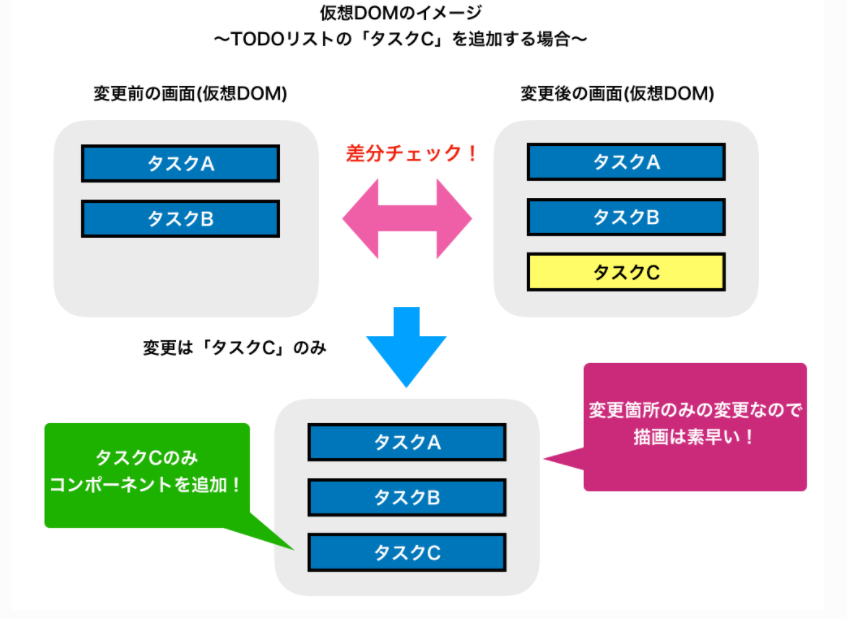 仮想DOMのイメージ
〜TODOリストの「タスクC」を追加する場合〜
変更前の画面(仮想DOM)
変更後の画面(仮想DOM)
タスクA
タスクB
差分チェック！
タスクA
タスクB
タスクC
変更は「タスクC」のみ
タスクA
タスクB
タスクC
タスクCのみ
コンポーネントを追加！
変更箇所のみの変更なので
描画は素早い！